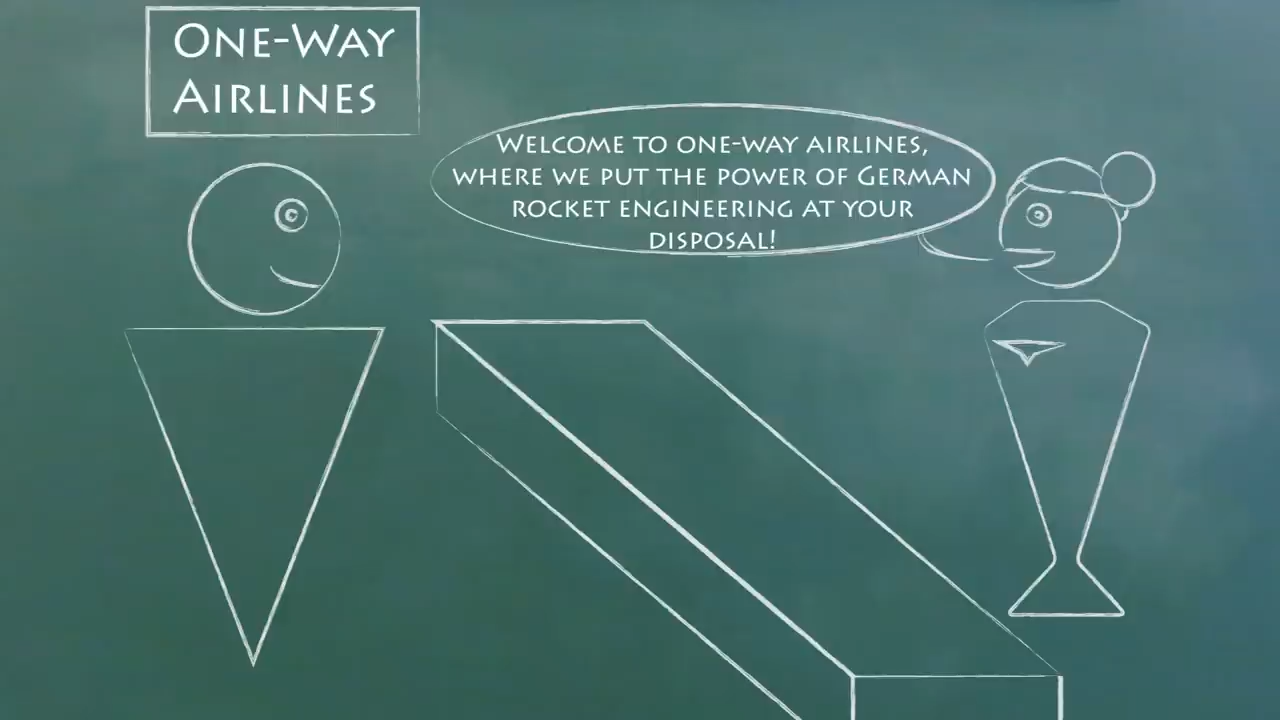 One-Way
Airlines
Welcome to one-way airlines,
where we put the power of German
rocket engineering at your
disposal!